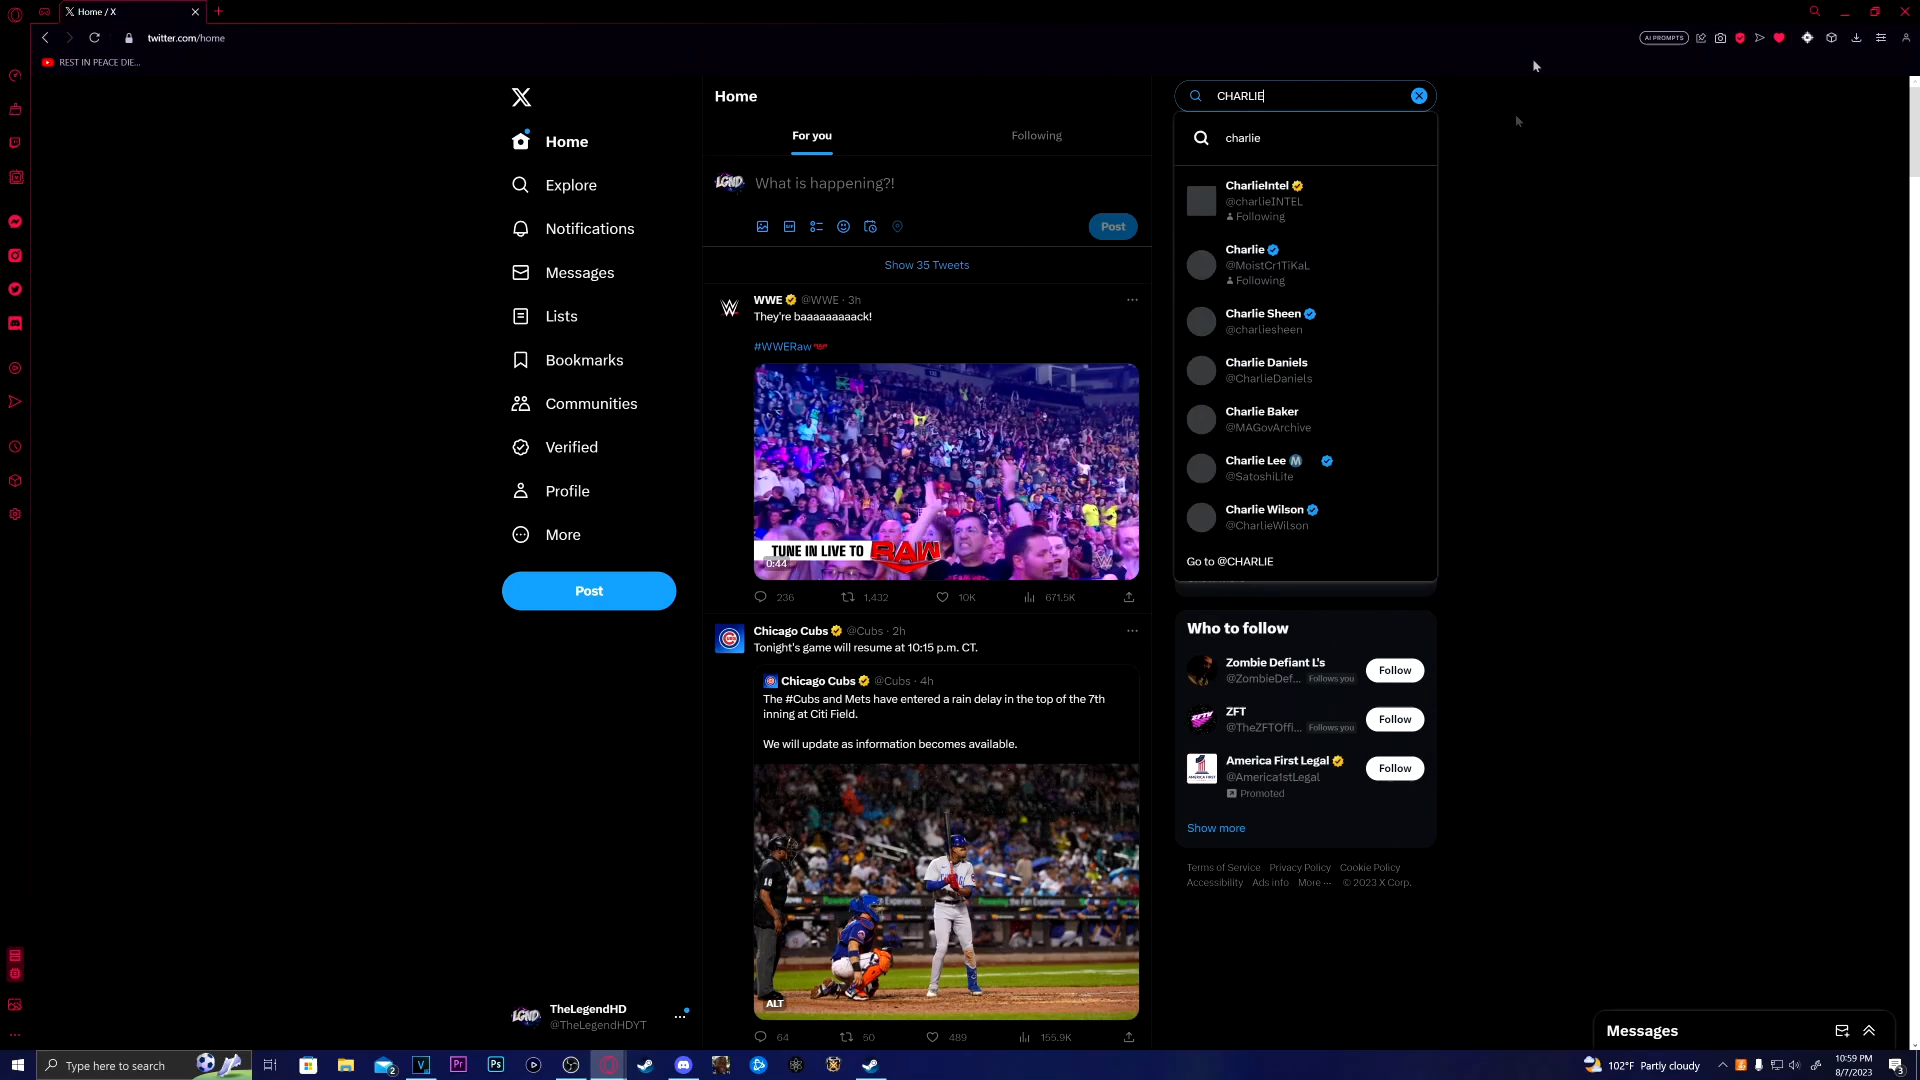 Home / X
twitter.com/home
AI PROMPTS
REST IN PEACE DIE...
Home
Explore
Notifications
Messages
Lists
Bookmarks
Communities
Verified
Profile
More
Post
TheLegendHD
@TheLegendHDYT
Home
For you
Following
LGND
What is happening?!
Post
Show 35 Tweets
WWE @WWE · 3h
They're baaaaaaaaack!
#WWERaw
TUNE IN LIVE TO RAW
0:44
236
1,432
10K
671.5K
Chicago Cubs @Cubs · 2h
Tonight's game will resume at 10:15 p.m. CT.
Chicago Cubs @Cubs · 4h
The #Cubs and Mets have entered a rain delay in the top of the 7th
inning at Citi Field.
We will update as information becomes available.
ALT
64
50
489
155.9K
CHARLIE
charlie
CharlieIntel
@charlieINTEL
Following
Charlie
@MoistCr1TiKaL
Following
Charlie Sheen
@charliesheen
Charlie Daniels
@CharlieDaniels
Charlie Baker
@MAGovArchive
Charlie Lee
@SatoshiLite
Charlie Wilson
@CharlieWilson
Go to @CHARLIE
Who to follow
Zombie Defiant L's
@ZombieDef... Follows you
Follow
ZFT
@TheZFTOffi... Follows you
Follow
America First Legal
@America1stLegal
Promoted
Follow
Show more
Terms of Service Privacy Policy Cookie Policy
Accessibility Ads info More ··· © 2023 X Corp.
Messages
Type here to search
102°F Partly cloudy
10:59 PM
8/7/2023